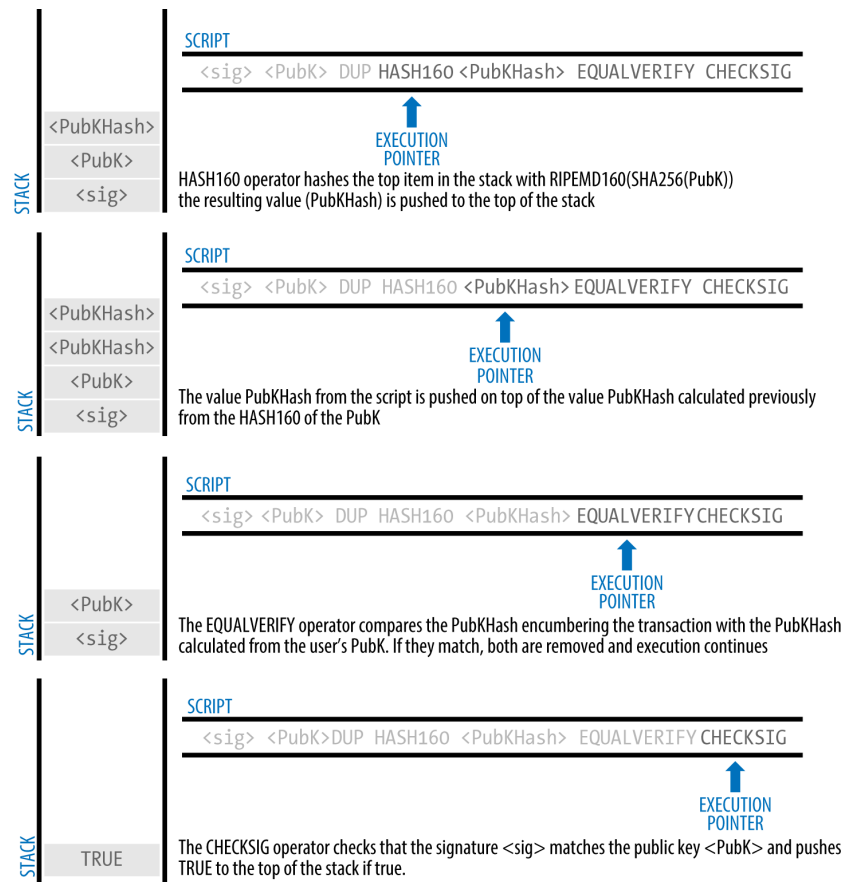 SCRIPT
<sig> <PubK> DUP HASH160 <PubKHash> EQUALVERIFY CHECKSIG
<PubKHash>
<PubK>
<sig>
STACK
EXECUTION
POINTER
HASH160 operator hashes the top item in the stack with RIPEMD160(SHA256(PubK))
the resulting value (PubKHash) is pushed to the top of the stack
SCRIPT
<sig> <PubK> DUP HASH160 <PubKHash> EQUALVERIFY CHECKSIG
<PubKHash>
<PubKHash>
<PubK>
<sig>
STACK
EXECUTION
POINTER
The value PubKHash from the script is pushed on top of the value PubKHash calculated previously
from the HASH160 of the PubK
SCRIPT
<sig> <PubK> DUP HASH160 <PubKHash> EQUALVERIFY CHECKSIG
<PubK>
<sig>
STACK
EXECUTION
POINTER
The EQUALVERIFY operator compares the PubKHash encumbering the transaction with the PubKHash
calculated from the user’s PubK. If they match, both are removed and execution continues
SCRIPT
<sig> <PubK>DUP HASH160 <PubKHash> EQUALVERIFY CHECKSIG
TRUE
STACK
EXECUTION
POINTER
The CHECKSIG operator checks that the signature <sig> matches the public key <PubK> and pushes
TRUE to the top of the stack if true.